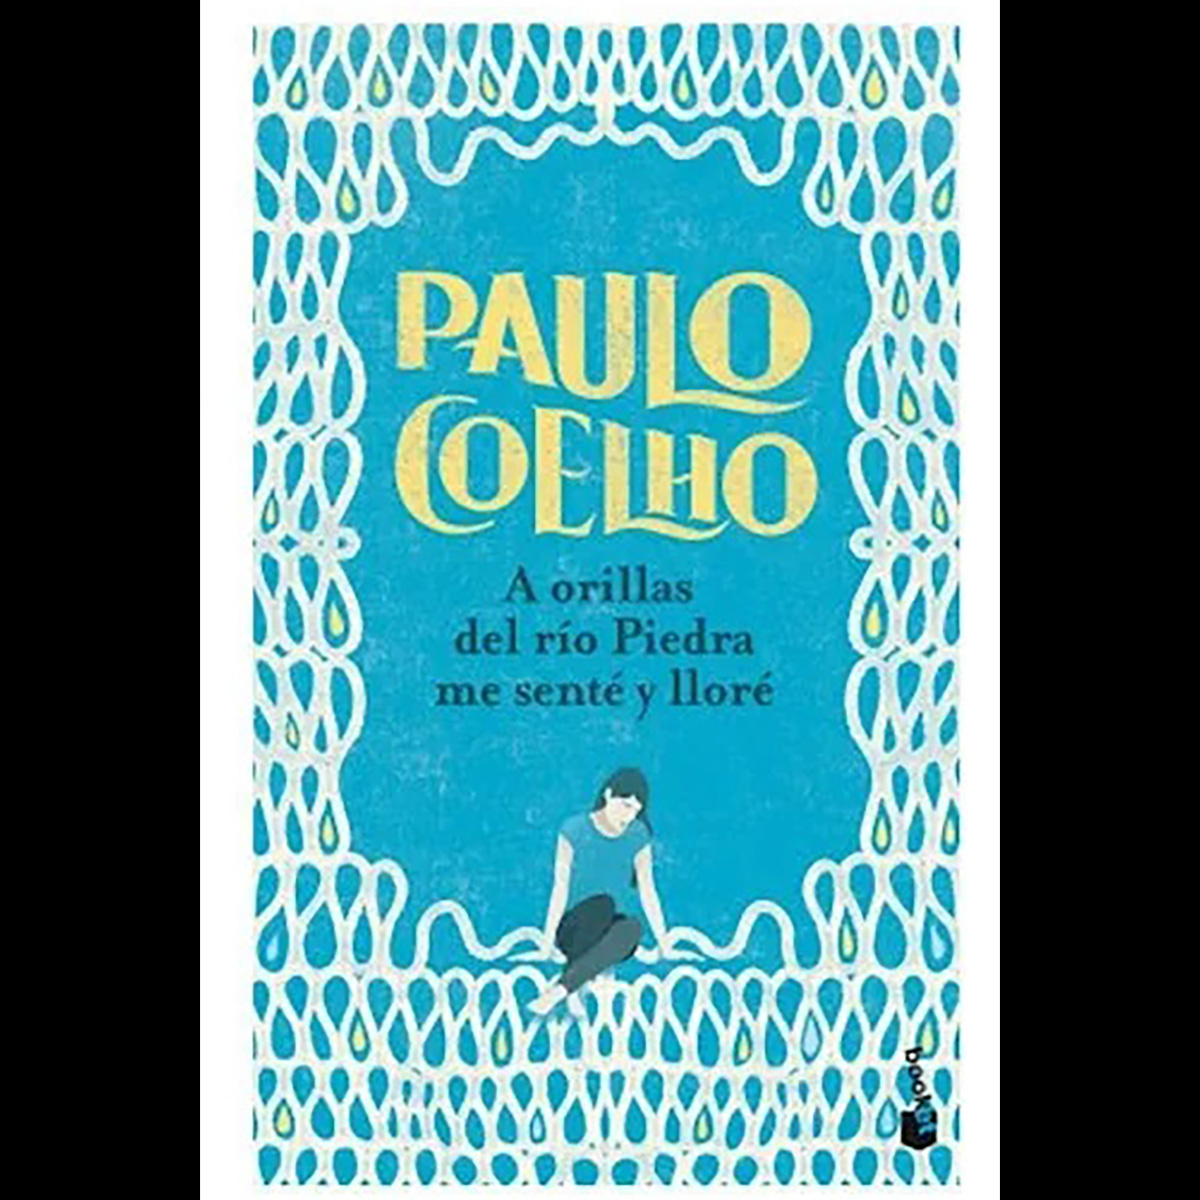 PAULO
COELHO
A orillas
del río Piedra
me senté y lloré
booket